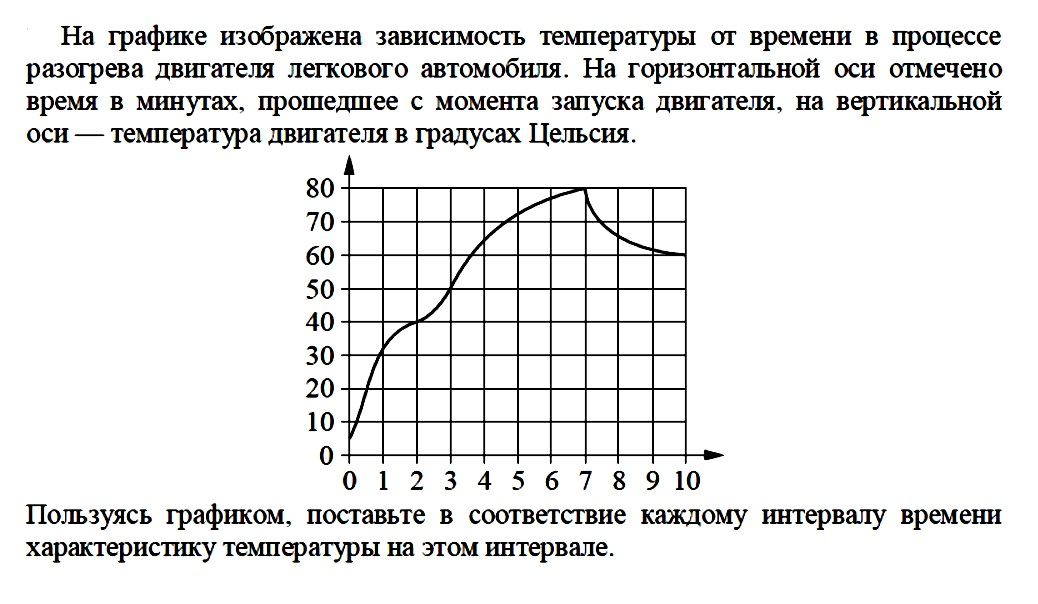 На графике изображена зависимость температуры от времени в процессе
разогрева двигателя легкового автомобиля. На горизонтальной оси отмечено
время в минутах, прошедшее с момента запуска двигателя, на вертикальной
оси — температура двигателя в градусах Цельсия.
80
70
60
50
40
30
20
10
0
0 1 2 3 4 5 6 7 8 9 10
Пользуясь графиком, поставьте в соответствие каждому интервалу времени
характеристику температуры на этом интервале.